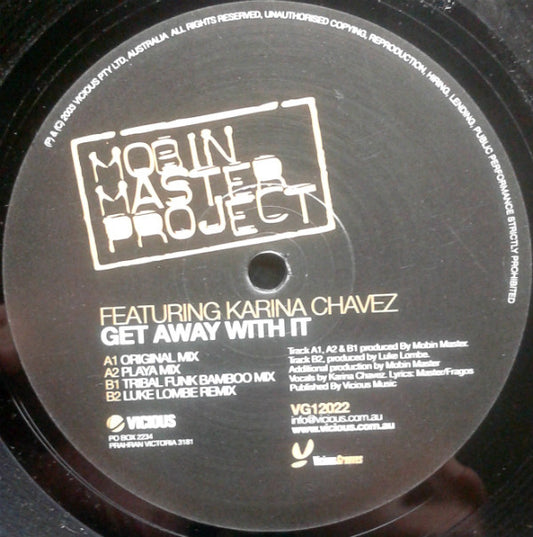 (P) & (C) 2003 VICIOUS PTY LTD, AUSTRALIA ALL RIGHTS RESERVED, UNAUTHORISED COPYING, REPRODUCTION, HIRING, LENDING, PUBLIC PERFORMANCE STRICTLY PROHIBITED
MOBIN
MASTER
PROJECT
FEATURING KARINA CHAVEZ
GET AWAY WITH IT
A1 ORIGINAL MIX
A2 PLAYA MIX
B1 TRIBAL FUNK BAMBOO MIX
B2 LUKE LOMBE REMIX
Track A1, A2 & B1 produced By Mobin Master.
Track B2, produced by Luke Lombe.
Additional production by Mobin Master
Vocals by Karina Chavez. Lyrics: Master/Fragos
Published By Vicious Music
VICIOUS
PO BOX 2234
PRAHRAN VICTORIA 3181
VG12022
info@vicious.com.au
www.vicious.com.au
ViciousGrooves